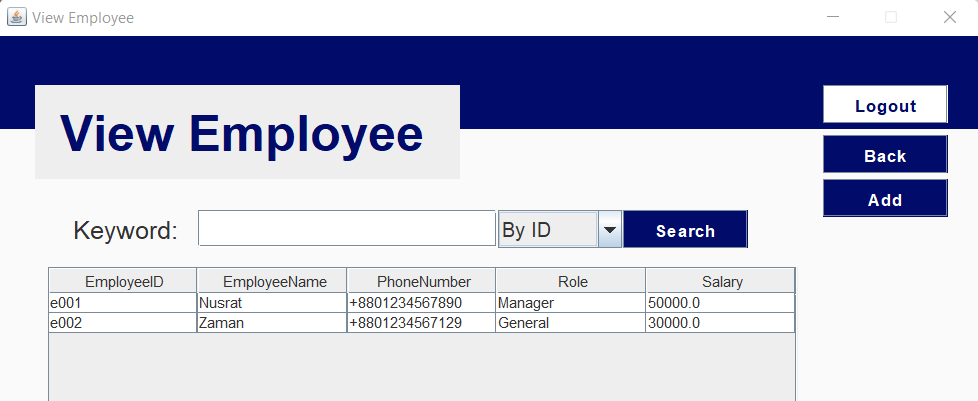 View Employee
Logout
View Employee
Back
Add
Keyword: By ID Search
EmployeeID EmployeeName PhoneNumber Role Salary
e001 Nusrat +8801234567890 Manager 50000.0
e002 Zaman +8801234567129 General 30000.0